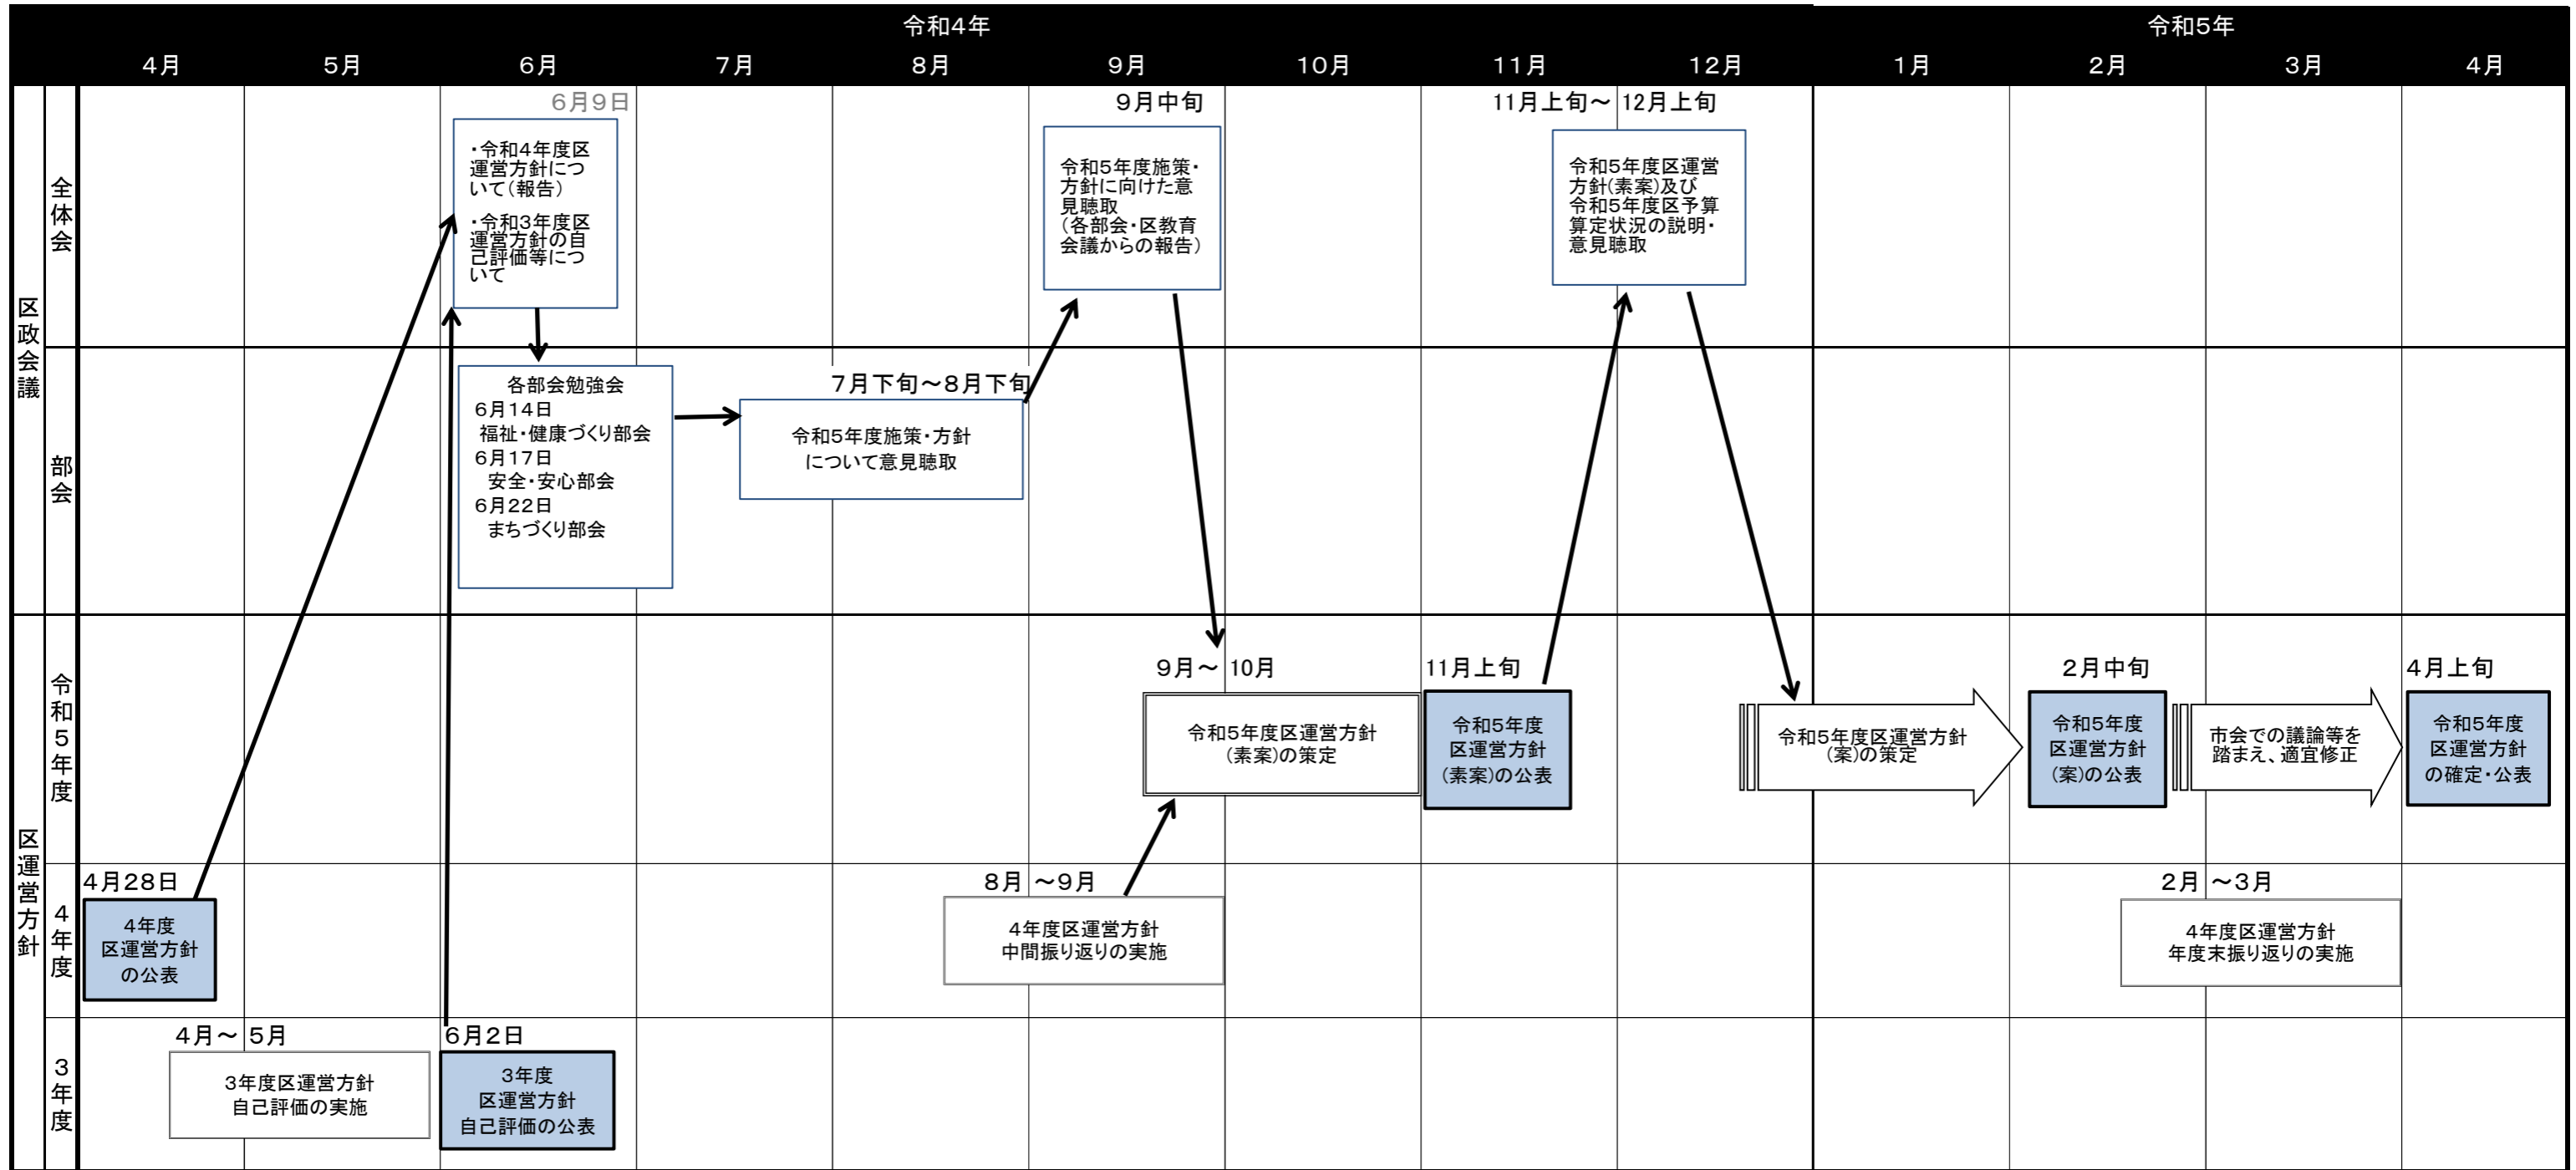 令和4年
令和5年
4月
5月
6月
7月
8月
9月
10月
11月
12月
1月
2月
3月
4月
区政会議
全体会
6月9日
・令和4年度区
運営方針につ
いて（報告）
・令和3年度区
運営方針の自
己評価等につ
いて
9月中旬
令和5年度施策・
方針に向けた意
見聴取
（各部会・区教育
会議からの報告）
11月上旬～ 12月上旬
令和5年度区運営
方針(素案)及び
令和5年度区予算
算定状況の説明・
意見聴取
部会
各部会勉強会
6月14日
福祉・健康づくり部会
6月17日
安全・安心部会
6月22日
まちづくり部会
7月下旬～8月下旬
令和5年度施策・方針
について意見聴取
区運営方針
令和5年度
9月～ 10月
令和5年度区運営方針
(素案)の策定
11月上旬
令和5年度
区運営方針
(素案)の公表
令和5年度区運営方針
(案)の策定
2月中旬
令和5年度
区運営方針
(案)の公表
市会での議論等を
踏まえ、適宜修正
4月上旬
令和5年度
区運営方針
の確定・公表
4年度
4月28日
4年度
区運営方針
の公表
8月 ～9月
4年度区運営方針
中間振り返りの実施
2月 ～3月
4年度区運営方針
年度末振り返りの実施
3年度
4月～ 5月
3年度区運営方針
自己評価の実施
6月2日
3年度
区運営方針
自己評価の公表